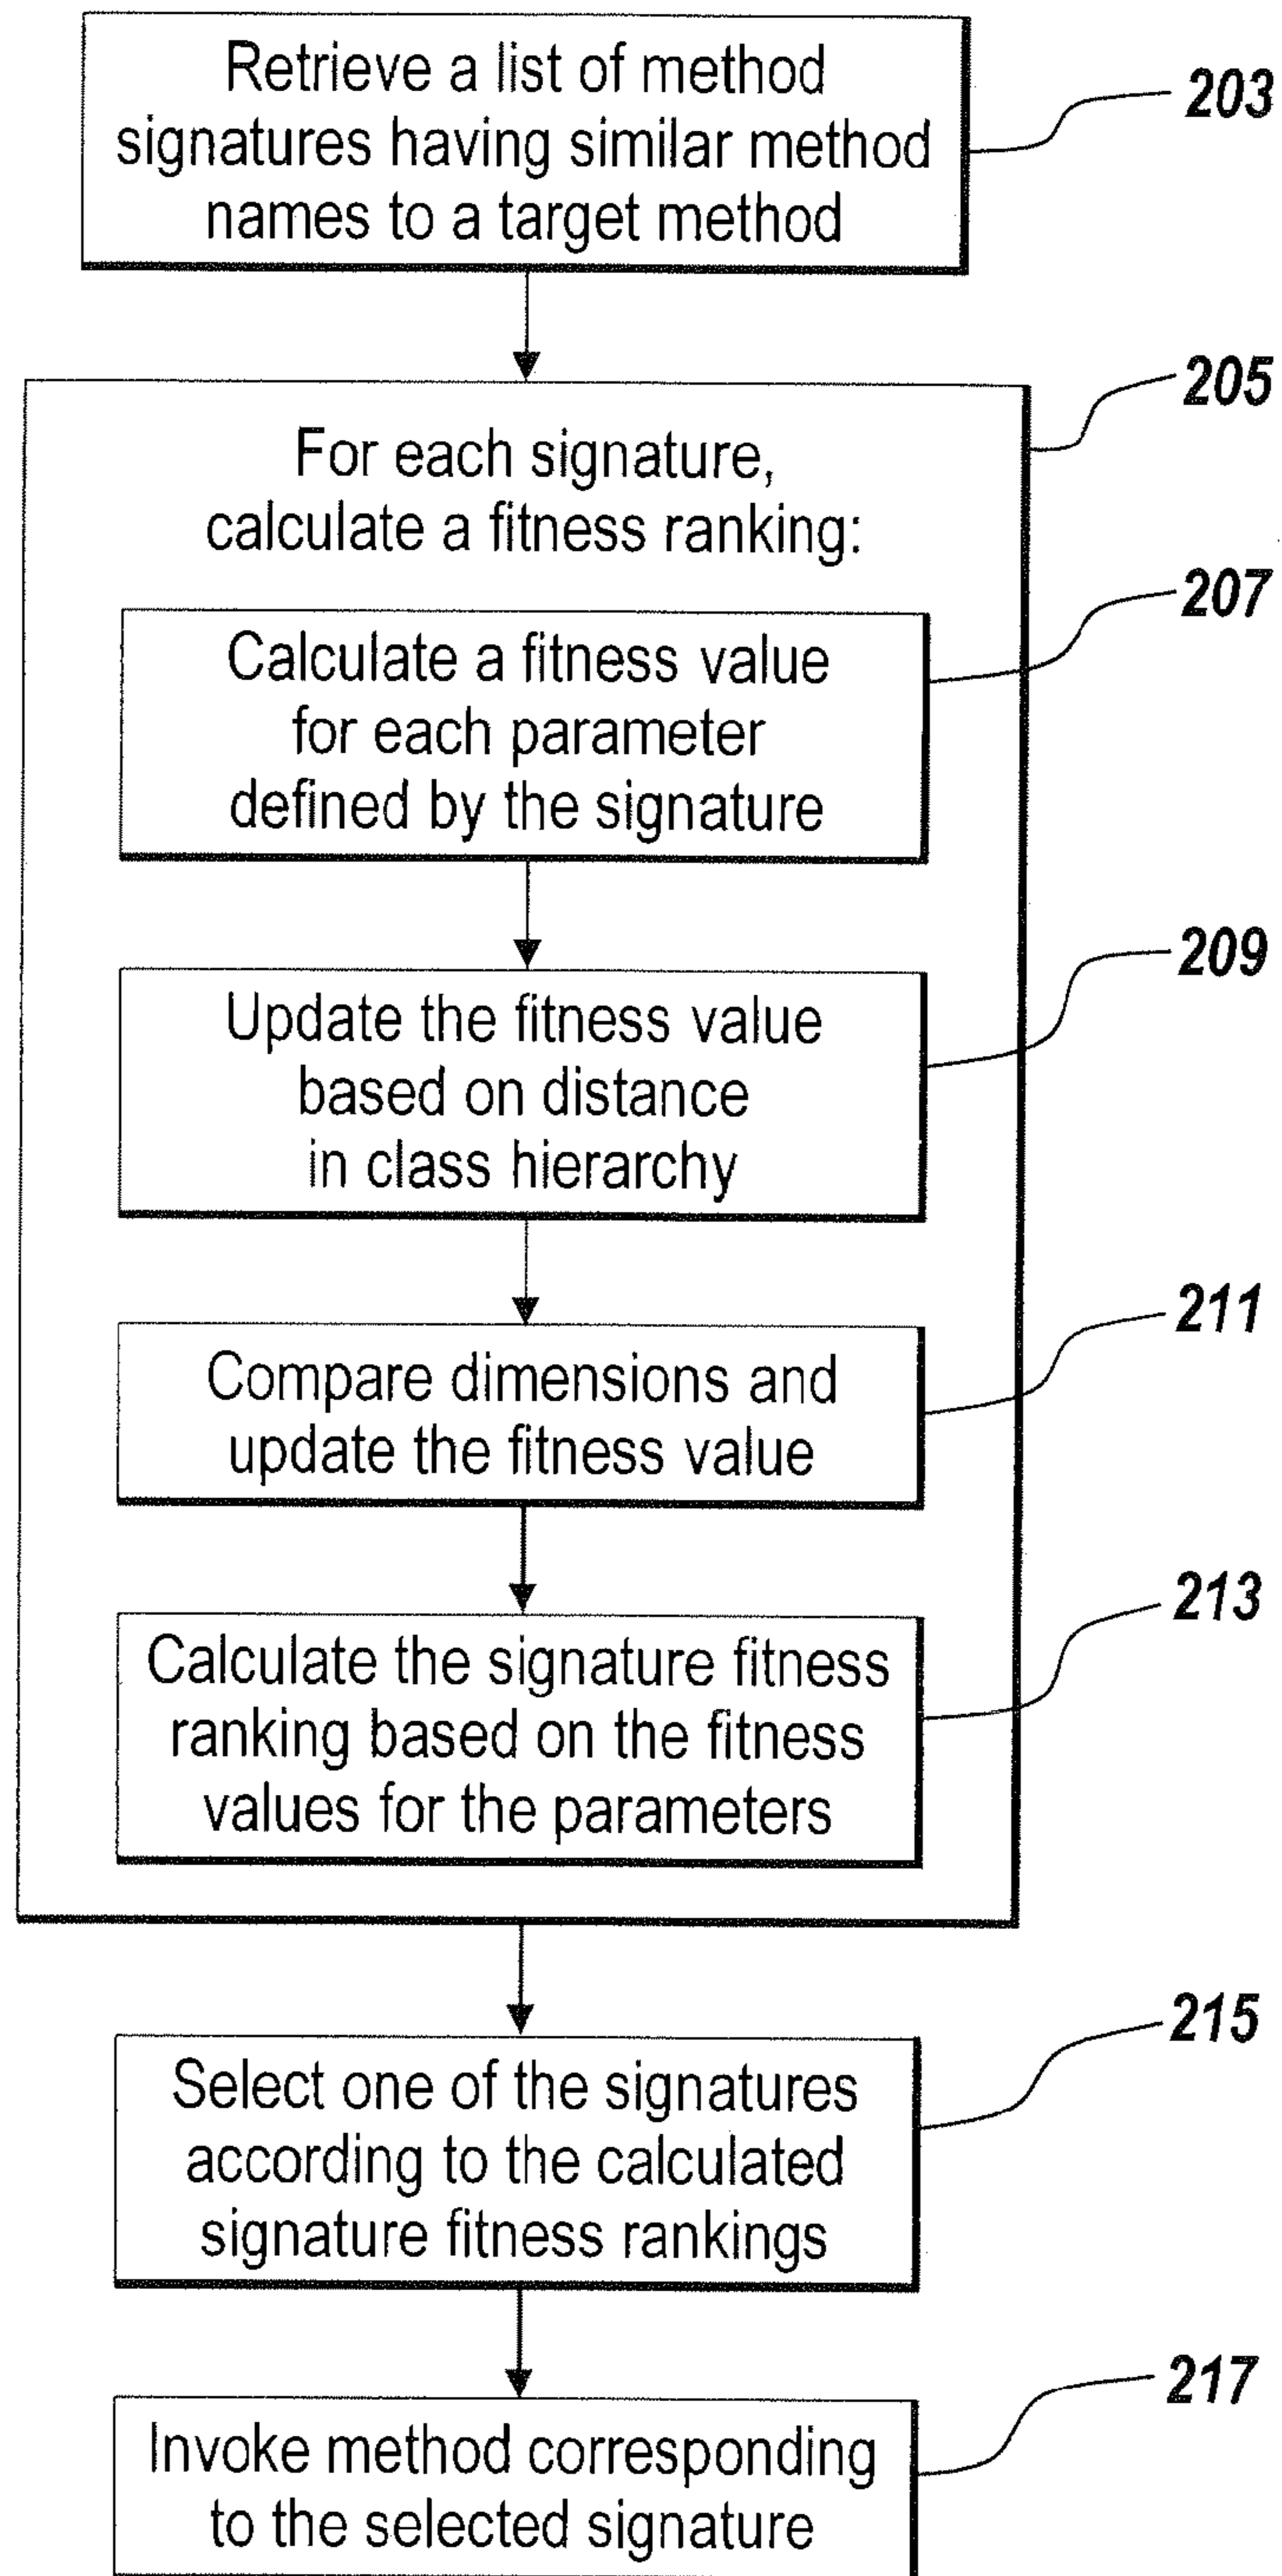 Retrieve a list of method
signatures having similar method
names to a target method
203
205
For each signature,
calculate a fitness ranking:
207
Calculate a fitness value
for each parameter
defined by the signature
209
Update the fitness value
based on distance
in class hierarchy
211
Compare dimensions and
update the fitness value
213
Calculate the signature fitness
ranking based on the fitness
values for the parameters
215
Select one of the signatures
according to the calculated
signature fitness rankings
217
Invoke method corresponding
to the selected signature